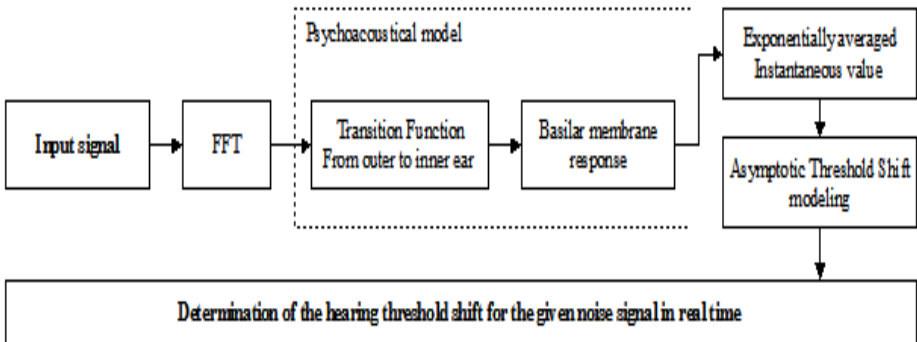 Psychoacoustical model
Exponentially averaged
Instantaneous value
Input signal
FFT
Transition Function
From outer to inner ear
Basilar membrane
response
Asymptotic Threshold Shift
modeling
Determination of the hearing threshold shift for the given noise signal in real time